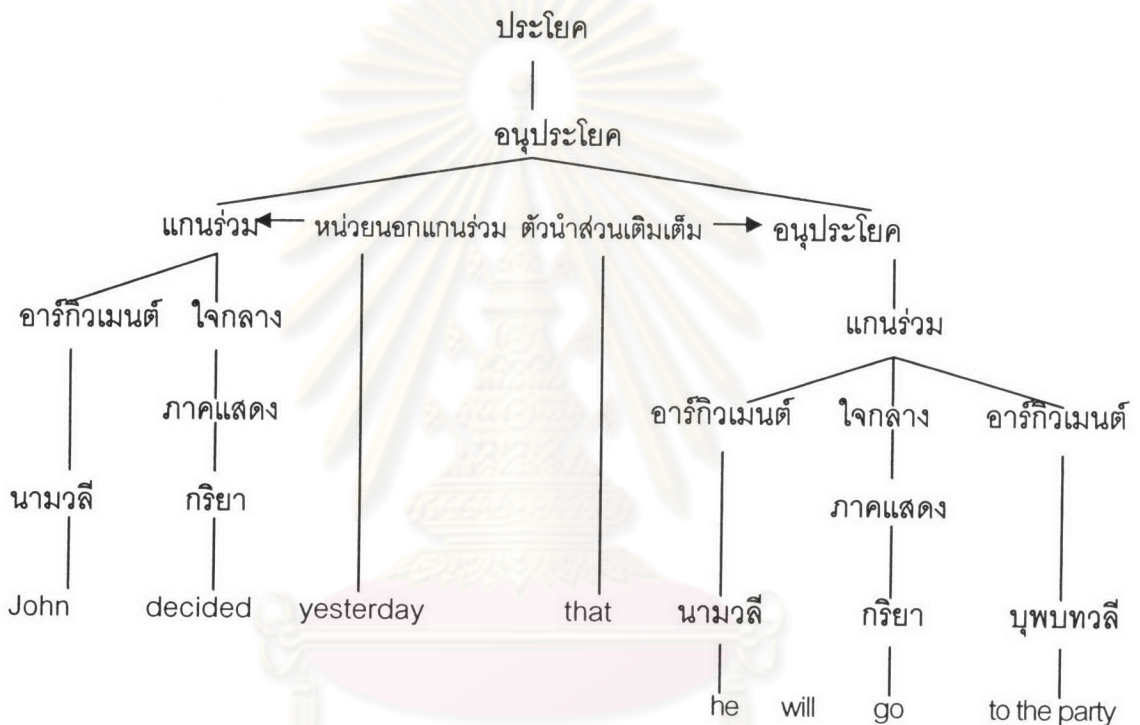 ประโยค
อนุประโยค
แกนร่วม หน่วยนอกแกนร่วม ตัวนำส่วนเติมเต็ม อนุประโยค
อาร์กิวเมนต์ ใจกลาง แกนร่วม
ภาคแสดง อาร์กิวเมนต์ ใจกลาง อาร์กิวเมนต์
นามวลี กริยา ภาคแสดง
John decided yesterday that นามวลี กริยา บุพบทวลี
he will go to the party